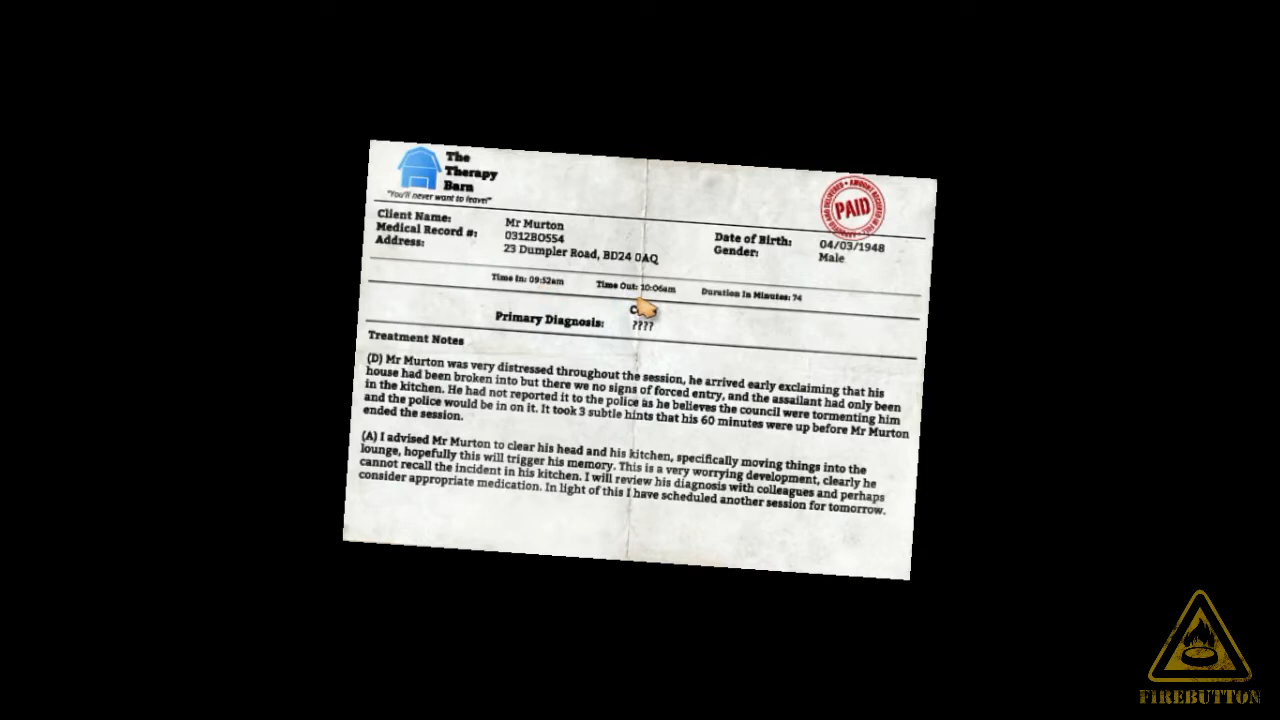 The
Therapy
Barn
"You'll never want to leave!"
PAID
Client Name: Mr Murton
Medical Record #: 0312BO554
Address: 23 Dumpler Road, BD24 0AQ
Date of Birth: 04/03/1948
Gender: Male
Time In: 09:52am Time Out: 10:06am Duration In Minutes: 74
Primary Diagnosis: ????
Treatment Notes
(D) Mr Murton was very distressed throughout the session, he arrived early exclaiming that his
house had been broken into but there we no signs of forced entry, and the assailant had only been
in the kitchen. He had not reported it to the police as he believes the council were tormenting him
and the police would be in on it. It took 3 subtle hints that his 60 minutes were up before Mr Murton
ended the session.
(A) I advised Mr Murton to clear his head and his kitchen, specifically moving things into the
lounge, hopefully this will trigger his memory. This is a very worrying development, clearly he
cannot recall the incident in his kitchen. I will review his diagnosis with colleagues and perhaps
consider appropriate medication. In light of this I have scheduled another session for tomorrow.
FIREBUTTON